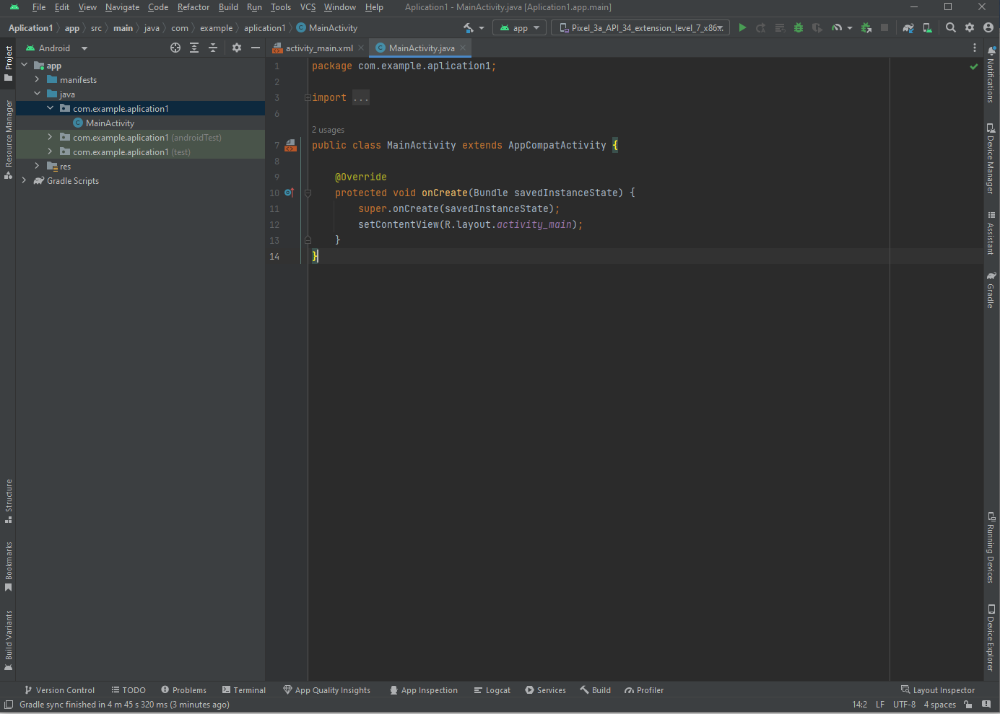 File Edit View Navigate Code Refactor Build Run Tools VCS Window Help Aplication1 - MainActivity.java [Aplication1.app.main]
Aplication1 app src main java com example aplication1 MainActivity app Pixel_3a_API_34_extension_level_7_x86
Android
activity_main.xml MainActivity.java
Project
Resource Manager
Structure
Bookmarks
Build Variants
app
manifests
java
com.example.aplication1
MainActivity
com.example.aplication1 (androidTest)
com.example.aplication1 (test)
res
Gradle Scripts
1 package com.example.aplication1;
2
3 import ...
6
2 usages
7 public class MainActivity extends AppCompatActivity {
8
9 @Override
10 protected void onCreate(Bundle savedInstanceState) {
11 super.onCreate(savedInstanceState);
12 setContentView(R.layout.activity_main);
13 }
14 }
Notifications
Device Manager
Assistant
Gradle
Running Devices
Device Explorer
Version Control TODO Problems Terminal App Quality Insights App Inspection Logcat Services Build Profiler Layout Inspector
Gradle sync finished in 4 m 45 s 320 ms (3 minutes ago) 14:2 LF UTF-8 4 spaces